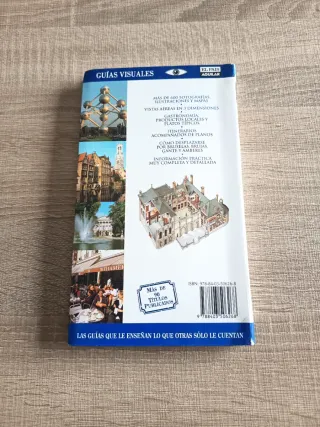 GUÍAS VISUALES
EL PAIS
AGUILAR
MÁS DE 600 FOTOGRAFÍAS,
ILUSTRACIONES Y MAPAS
VISTAS AÉREAS EN 3 DIMENSIONES
GASTRONOMÍA,
PRODUCTOS LOCALES Y
PLATOS TÍPICOS
ITINERARIOS
ACOMPAÑADOS DE PLANOS
CÓMO DESPLAZARSE
POR BRUSELAS, BRUJAS,
GANTE Y AMBERES
INFORMACIÓN PRÁCTICA
MUY COMPLETA Y DETALLADA
MÁS DE
90
TÍTULOS
PUBLICADOS
LAS GUÍAS QUE LE ENSEÑAN LO QUE OTRAS SÓLO LE CUENTAN